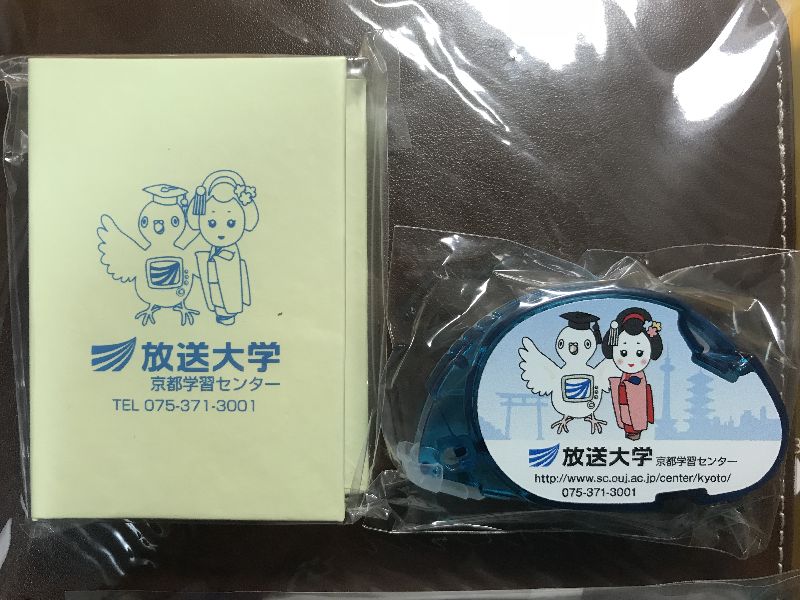 放送大学
京都学習センター
TEL 075-371-3001
放送大学 京都学習センター
http://www.sc.ouj.ac.jp/center/kyoto/
075-371-3001